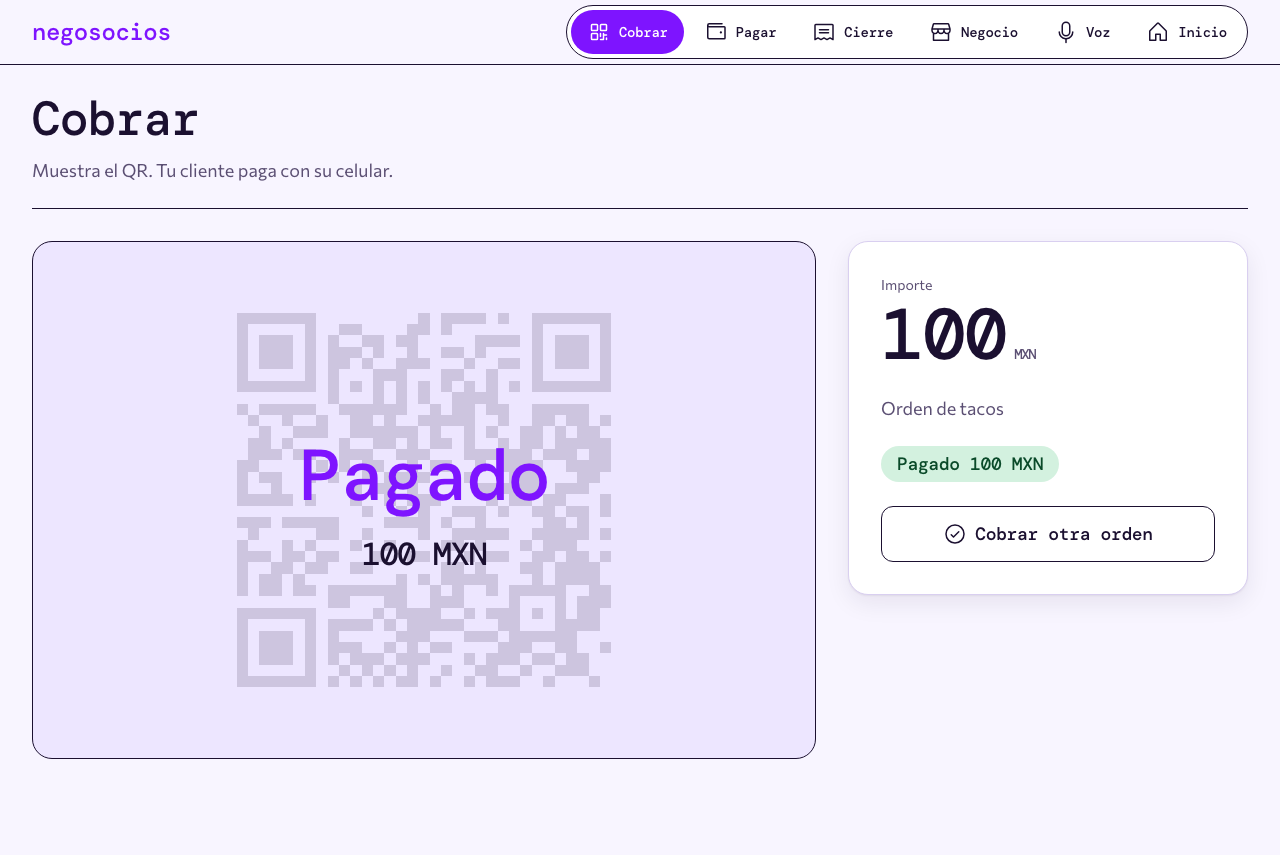 negosocios
Cobrar
Pagar
Cierre
Negocio
Voz
Inicio
Cobrar
Muestra el QR. Tu cliente paga con su celular.
Pagado
100 MXN
Importe
100 MXN
Orden de tacos
Pagado 100 MXN
Cobrar otra orden